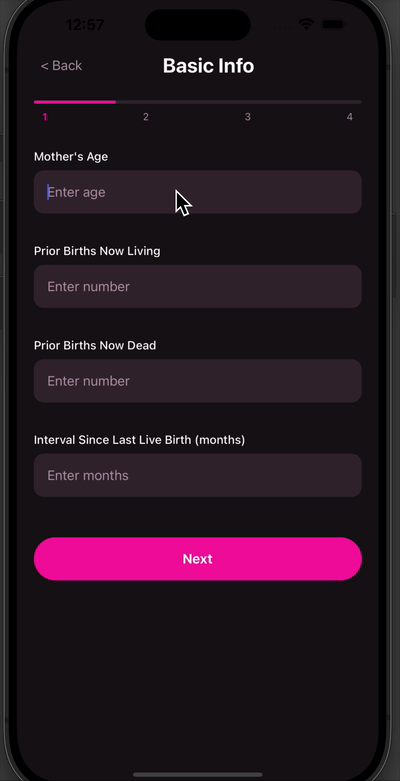 12:57
< Back
Basic Info
1 2 3 4
Mother's Age
Enter age
Prior Births Now Living
Enter number
Prior Births Now Dead
Enter number
Interval Since Last Live Birth (months)
Enter months
Next